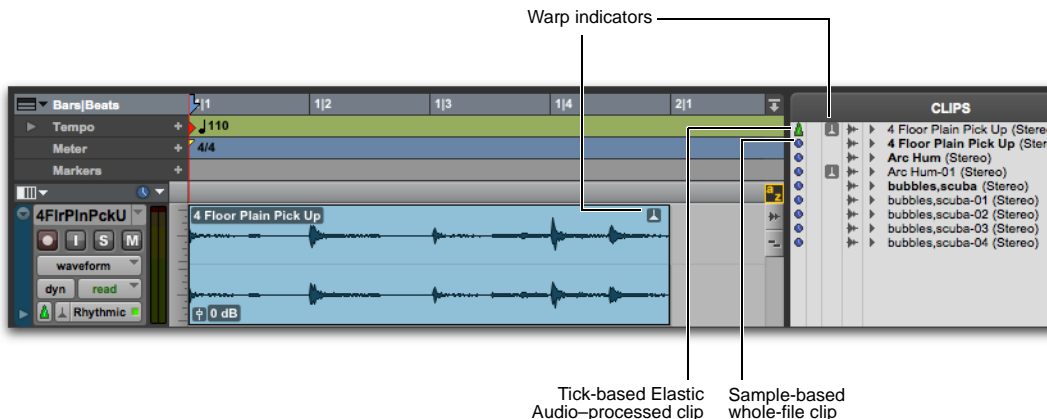 Warp indicators
Bars|Beats
1|1
1|2
1|3
1|4
2|1
Tempo
110
Meter
4/4
Markers
CLIPS
4 Floor Plain Pick Up (Stere
4 Floor Plain Pick Up (Ster
Arc Hum (Stereo)
Arc Hum-01 (Stereo)
bubbles,scuba (Stereo)
bubbles,scuba-01 (Stereo)
bubbles,scuba-02 (Stereo)
bubbles,scuba-03 (Stereo)
bubbles,scuba-04 (Stereo)
a
z
4FlrPlnPckU
4 Floor Plain Pick Up
I S M
waveform
dyn read
Rhythmic
0 dB
Tick-based Elastic
Audio–processed clip
Sample-based
whole-file clip